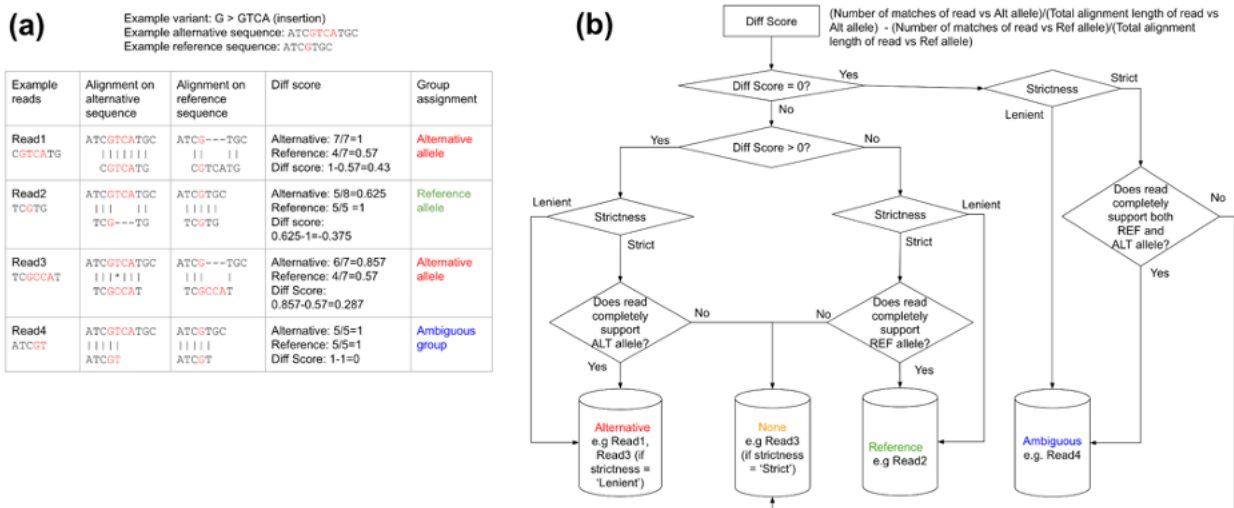 (a)
Example variant: G > GTCA (insertion)
Example alternative sequence: ATCGTCATGC
Example reference sequence: ATCGTGC
Example reads
Alignment on alternative sequence
Alignment on reference sequence
Diff score
Group assignment
Read1
CGTCATG
ATCGTCATGC
|||||||
CGTCATG
ATCG---TGC
|| ||
CGTCATG
Alternative: 7/7=1
Reference: 4/7=0.57
Diff score: 1-0.57=0.43
Alternative allele
Read2
TCGTG
ATCGTCATGC
||| ||
TCG---TG
ATCGTGC
|||||
TCGTG
Alternative: 5/8=0.625
Reference: 5/5 =1
Diff score:
0.625-1=-0.375
Reference allele
Read3
TCGCCAT
ATCGTCATGC
|||*|||
TCGCCAT
ATCG---TGC
||| |
TCGCCAT
Alternative: 6/7=0.857
Reference: 4/7=0.57
Diff Score:
0.857-0.57=0.287
Alternative allele
Read4
ATCGT
ATCGTCATGC
|||||
ATCGT
ATCGTGC
|||||
ATCGT
Alternative: 5/5=1
Reference: 5/5=1
Diff Score: 1-1=0
Ambiguous group
(b)
Diff Score
(Number of matches of read vs Alt allele)/(Total alignment length of read vs
Alt allele) - (Number of matches of read vs Ref allele)/(Total alignment
length of read vs Ref allele)
Diff Score = 0?
Yes
No
Strictness
Strict
Lenient
Diff Score > 0?
Yes
No
Lenient
Strictness
Strict
Strictness
Lenient
Strict
Does read
completely
support both
REF and
ALT allele?
No
Yes
Does read
completely
support
ALT allele?
No
Yes
Does read
completely
support
REF allele?
No
Yes
Alternative
e.g Read1,
Read3 (if
strictness =
'Lenient')
None
e.g Read3
(if strictness
= 'Strict')
Reference
e.g Read2
Ambiguous
e.g. Read4